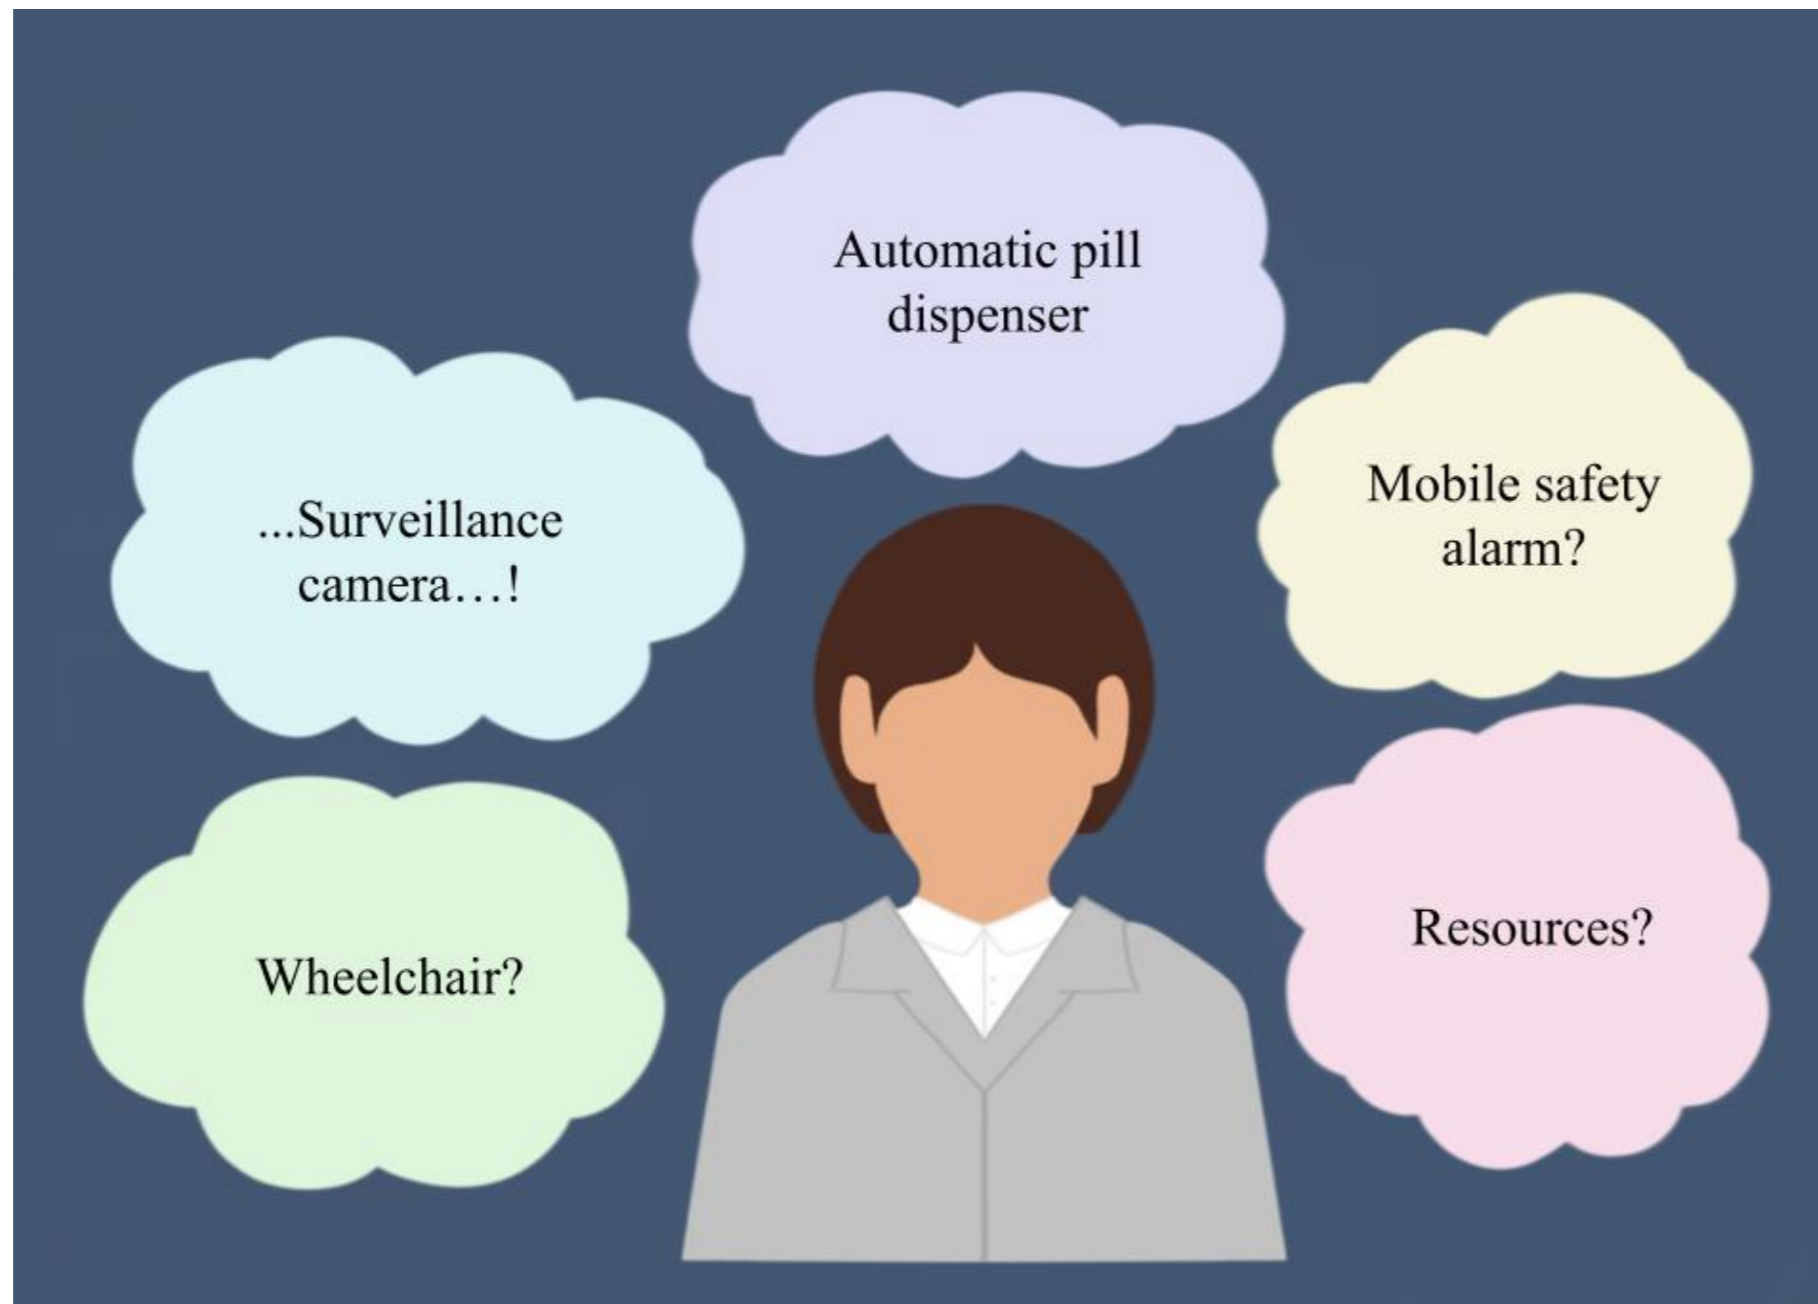 Automatic pill
dispenser
...Surveillance
camera…!
Mobile safety
alarm?
Wheelchair?
Resources?